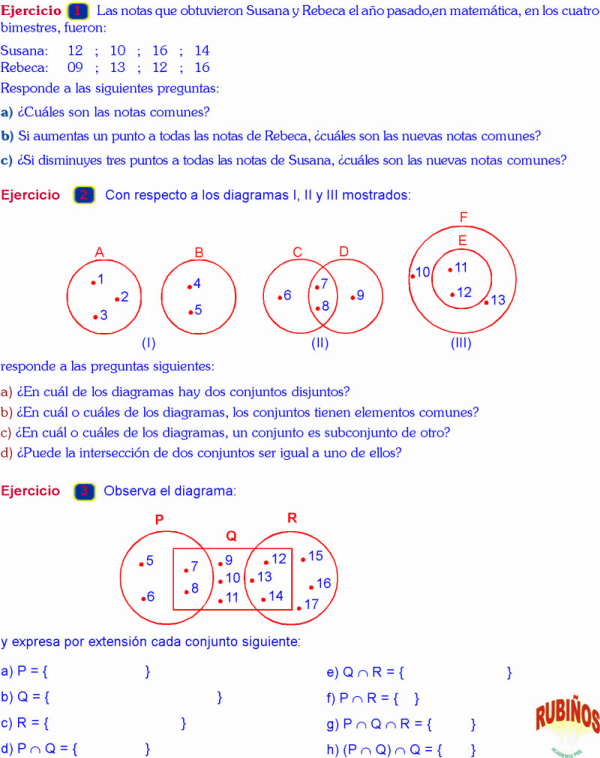 Ejercicio 1 Las notas que obtuvieron Susana y Rebeca el año pasado,en matemática, en los cuatro
bimestres, fueron:
Susana: 12 ; 10 ; 16 ; 14
Rebeca: 09 ; 13 ; 12 ; 16
Responde a las siguientes preguntas:
a) ¿Cuáles son las notas comunes?
b) Si aumentas un punto a todas las notas de Rebeca, ¿cuáles son las nuevas notas comunes?
c) ¿Si disminuyes tres puntos a todas las notas de Susana, ¿cuáles son las nuevas notas comunes?
Ejercicio 2 Con respecto a los diagramas I, II y III mostrados:
F
A B C D E
1 2 3 4 5 6 7 8 9 10 11 12 13
(I) (II) (III)
responde a las preguntas siguientes:
a) ¿En cuál de los diagramas hay dos conjuntos disjuntos?
b) ¿En cuál o cuáles de los diagramas, los conjuntos tienen elementos comunes?
c) ¿En cuál o cuáles de los diagramas, un conjunto es subconjunto de otro?
d) ¿Puede la intersección de dos conjuntos ser igual a uno de ellos?
Ejercicio 3 Observa el diagrama:
P Q R
5 7 9 12 15
10 13 16
6 8 11 14 17
y expresa por extensión cada conjunto siguiente:
a) P = { }
b) Q = { }
c) R = { }
d) P ∩ Q = { }
e) Q ∩ R = { }
f) P ∩ R = { }
g) P ∩ Q ∩ R = { }
h) (P ∩ Q) ∩ Q = { }
RUBIÑOS
ACADEMIA PRE